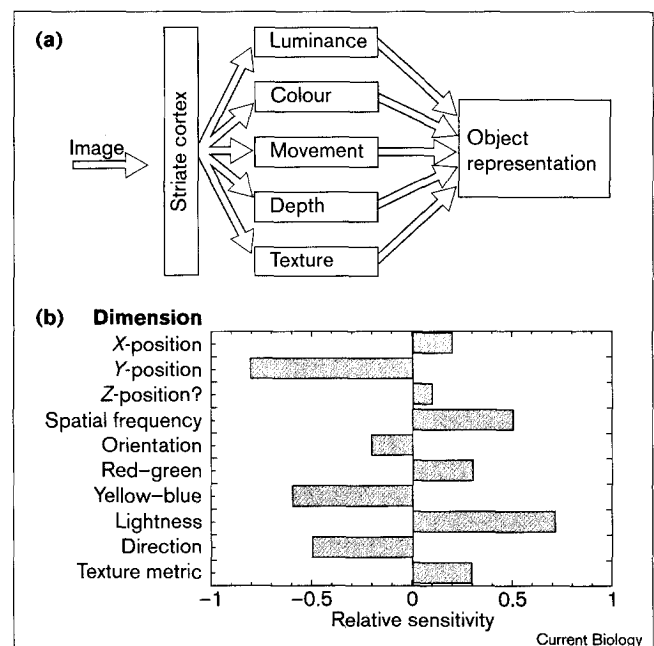 (a)
Image
Striate cortex
Luminance
Colour
Movement
Depth
Texture
Object
representation
(b) Dimension
X-position
Y-position
Z-position?
Spatial frequency
Orientation
Red–green
Yellow–blue
Lightness
Direction
Texture metric
−1 −0.5 0 0.5 1
Relative sensitivity
Current Biology